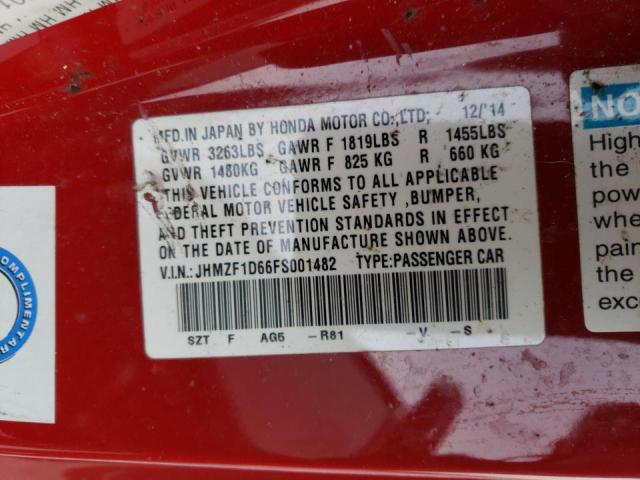 MFD.IN JAPAN BY HONDA MOTOR CO.,LTD; 12/'14
GVWR 3263LBS GAWR F 1819LBS R 1455LBS
GVWR 1480KG GAWR F 825 KG R 660 KG
THIS VEHICLE CONFORMS TO ALL APPLICABLE
FEDERAL MOTOR VEHICLE SAFETY ,BUMPER,
AND THEFT PREVENTION STANDARDS IN EFFECT
ON THE DATE OF MANUFACTURE SHOWN ABOVE.
V.I.N.: JHMZF1D66FS001482 TYPE:PASSENGER CAR
SZT F AG5 -R81 -V -S
NO
High
the
powe
whe
pain
the
exc
COMPLIMENTAR